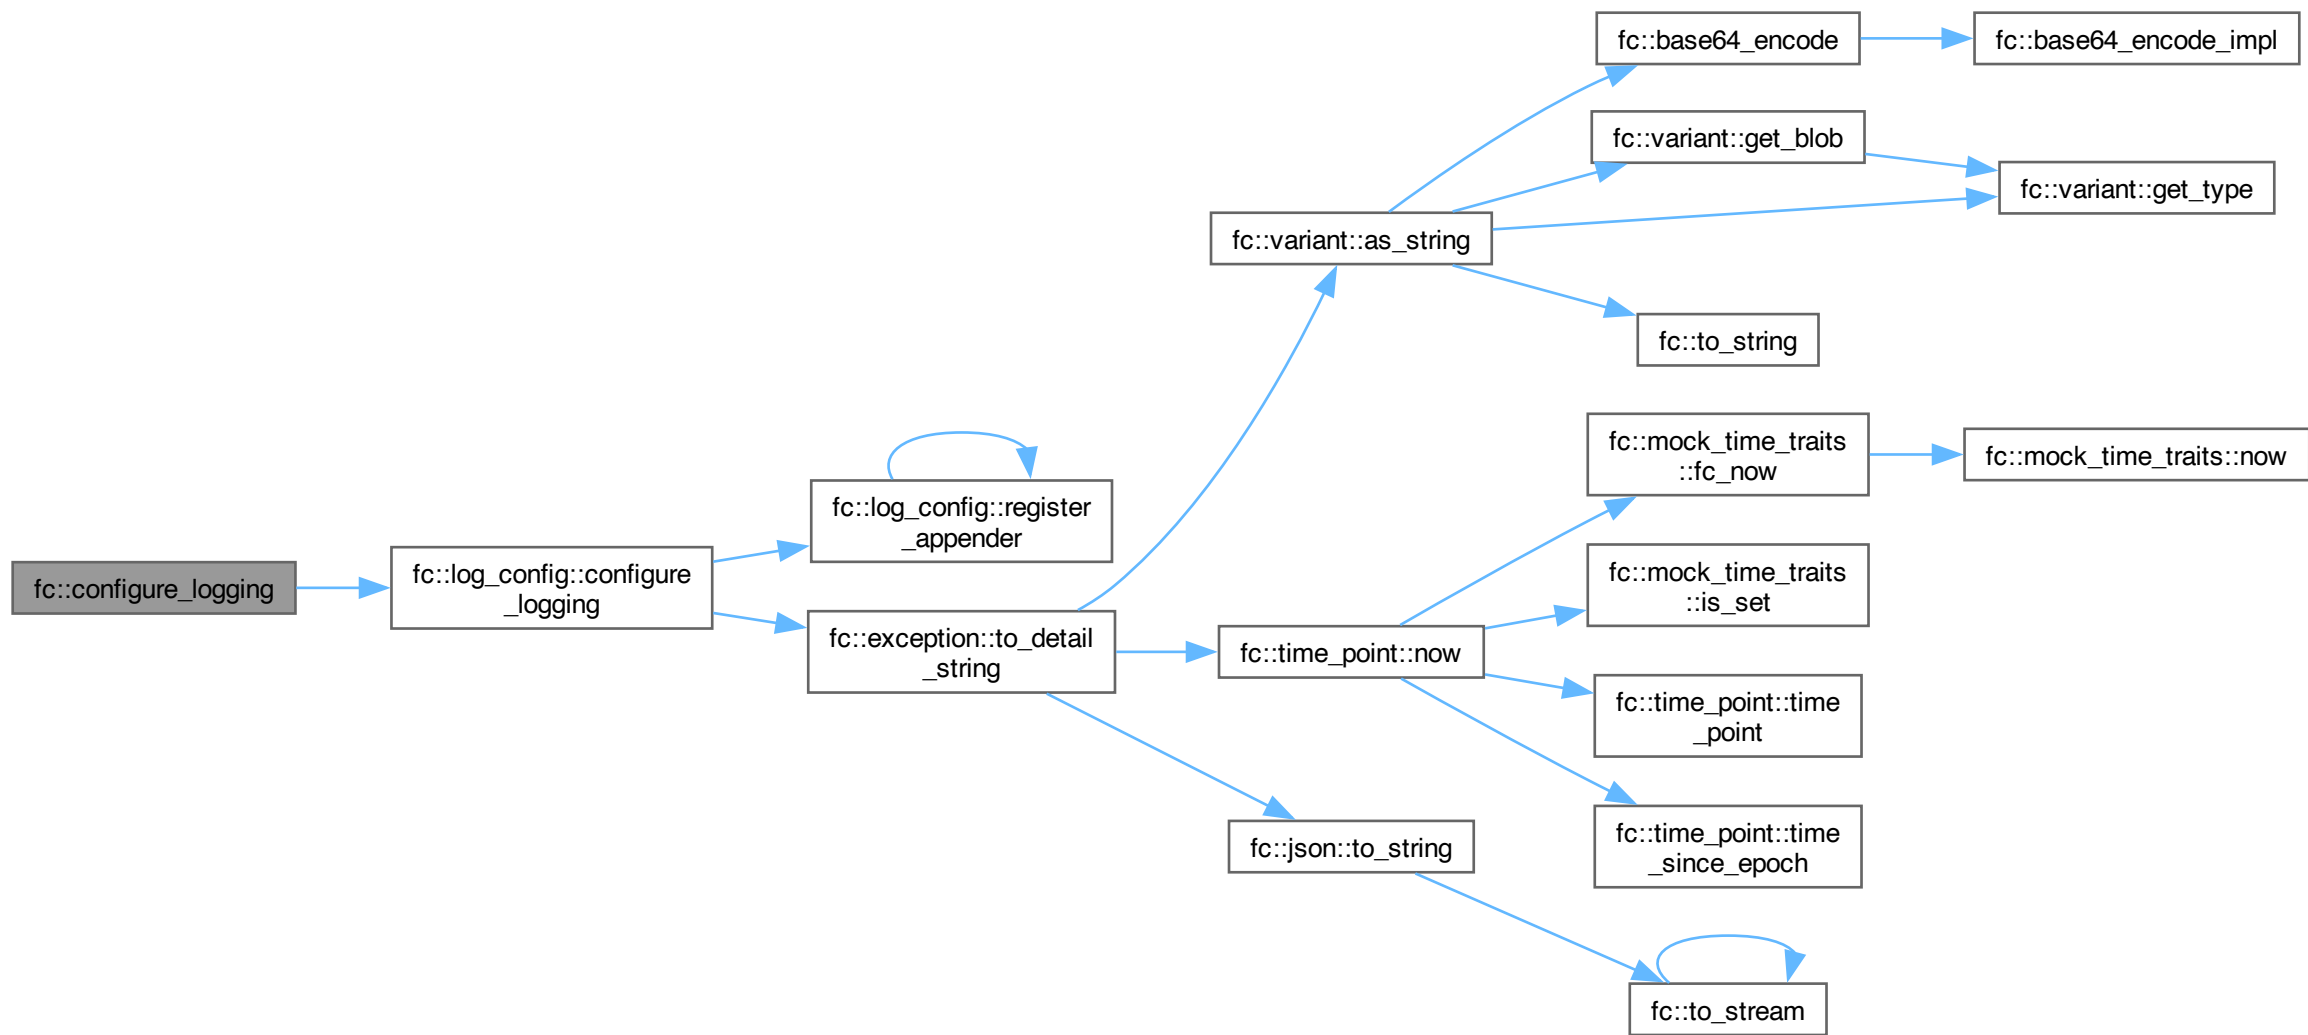 fc::base64_encode
fc::base64_encode_impl
fc::variant::get_blob
fc::variant::get_type
fc::variant::as_string
fc::to_string
fc::mock_time_traits
::fc_now
fc::mock_time_traits::now
fc::log_config::register
_appender
fc::configure_logging
fc::log_config::configure
_logging
fc::mock_time_traits
::is_set
fc::exception::to_detail
_string
fc::time_point::now
fc::time_point::time
_point
fc::json::to_string
fc::time_point::time
_since_epoch
fc::to_stream